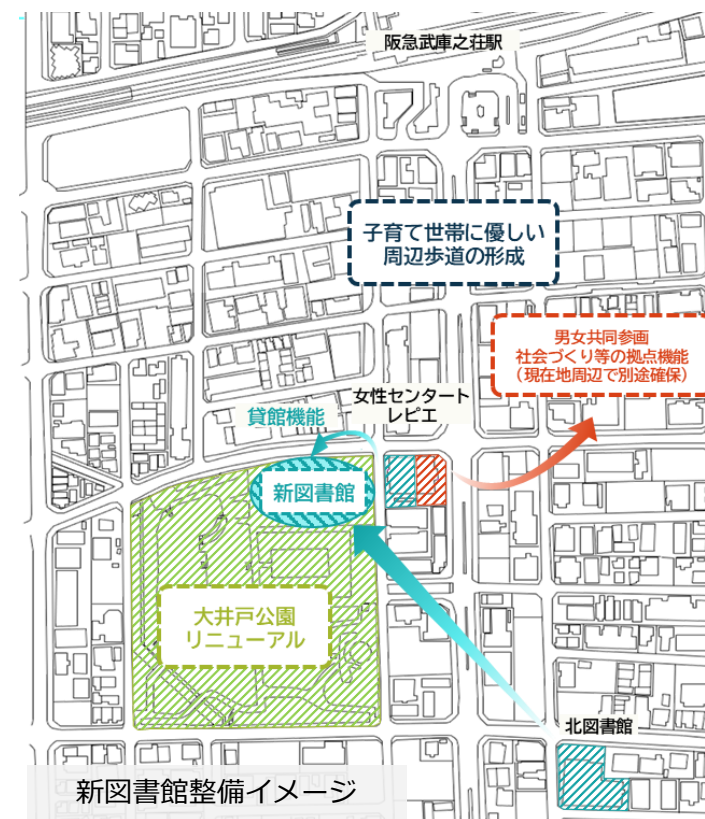 阪急武庫之荘駅
子育て世帯に優しい
周辺歩道の形成
男女共同参画
社会づくり等の拠点機能
（現在地周辺で別途確保）
女性センタート
レピエ
貸館機能
新図書館
大井戸公園
リニューアル
北図書館
新図書館整備イメージ